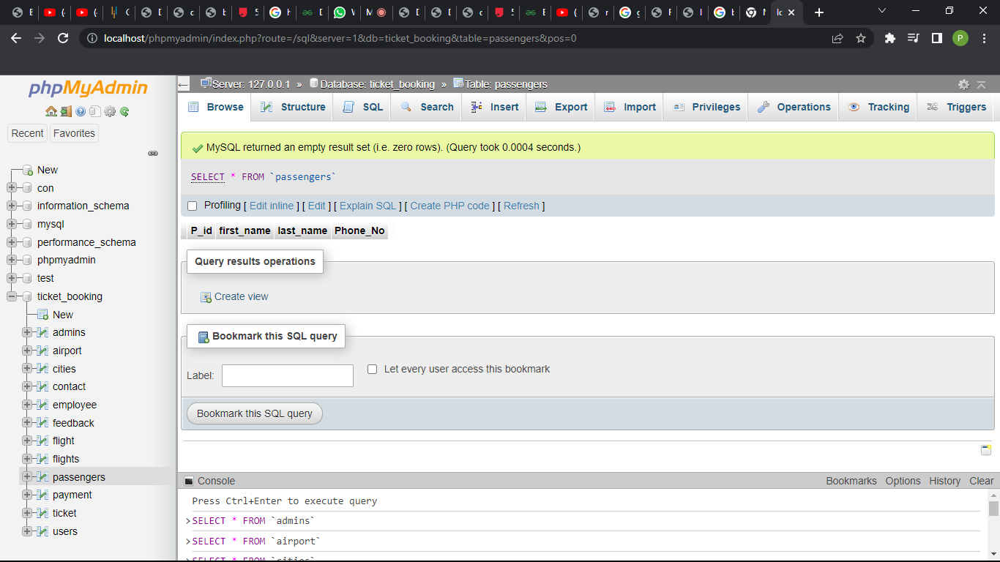 localhost/phpmyadmin/index.php?route=/sql&server=1&db=ticket_booking&table=passengers&pos=0
P
phpMyAdmin
Recent Favorites
New
con
information_schema
mysql
performance_schema
phpmyadmin
test
ticket_booking
New
admins
airport
cities
contact
employee
feedback
flight
flights
passengers
payment
ticket
users
Server: 127.0.0.1 » Database: ticket_booking » Table: passengers
Browse Structure SQL Search Insert Export Import Privileges Operations Tracking Triggers
MySQL returned an empty result set (i.e. zero rows). (Query took 0.0004 seconds.)
SELECT * FROM `passengers`
Profiling [ Edit inline ] [ Edit ] [ Explain SQL ] [ Create PHP code ] [ Refresh ]
P_id first_name last_name Phone_No
Query results operations
Create view
Bookmark this SQL query
Label:
Let every user access this bookmark
Bookmark this SQL query
Console Bookmarks Options History Clear
Press Ctrl+Enter to execute query
>SELECT * FROM `admins`
>SELECT * FROM `airport`
>SELECT * FROM `cities`